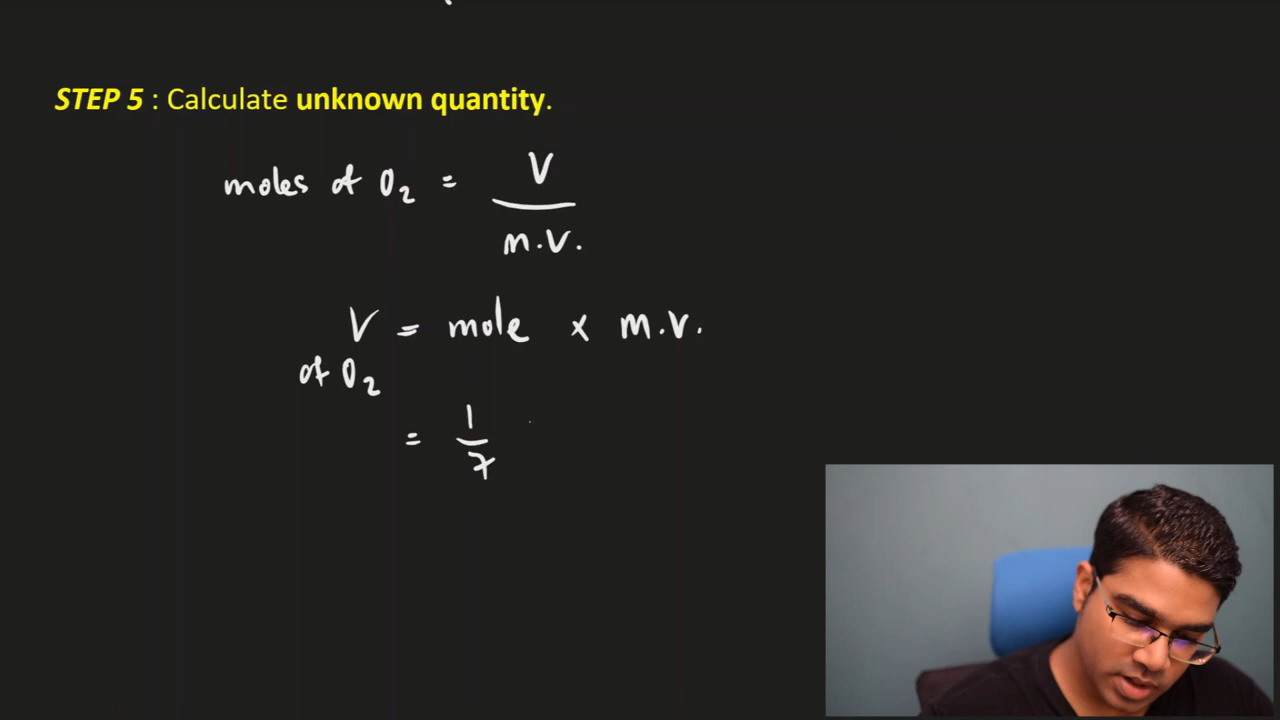 STEP 5 : Calculate unknown quantity.
moles of O₂ = V / m.v.
V = mole × m.v.
of O₂
= 1/7